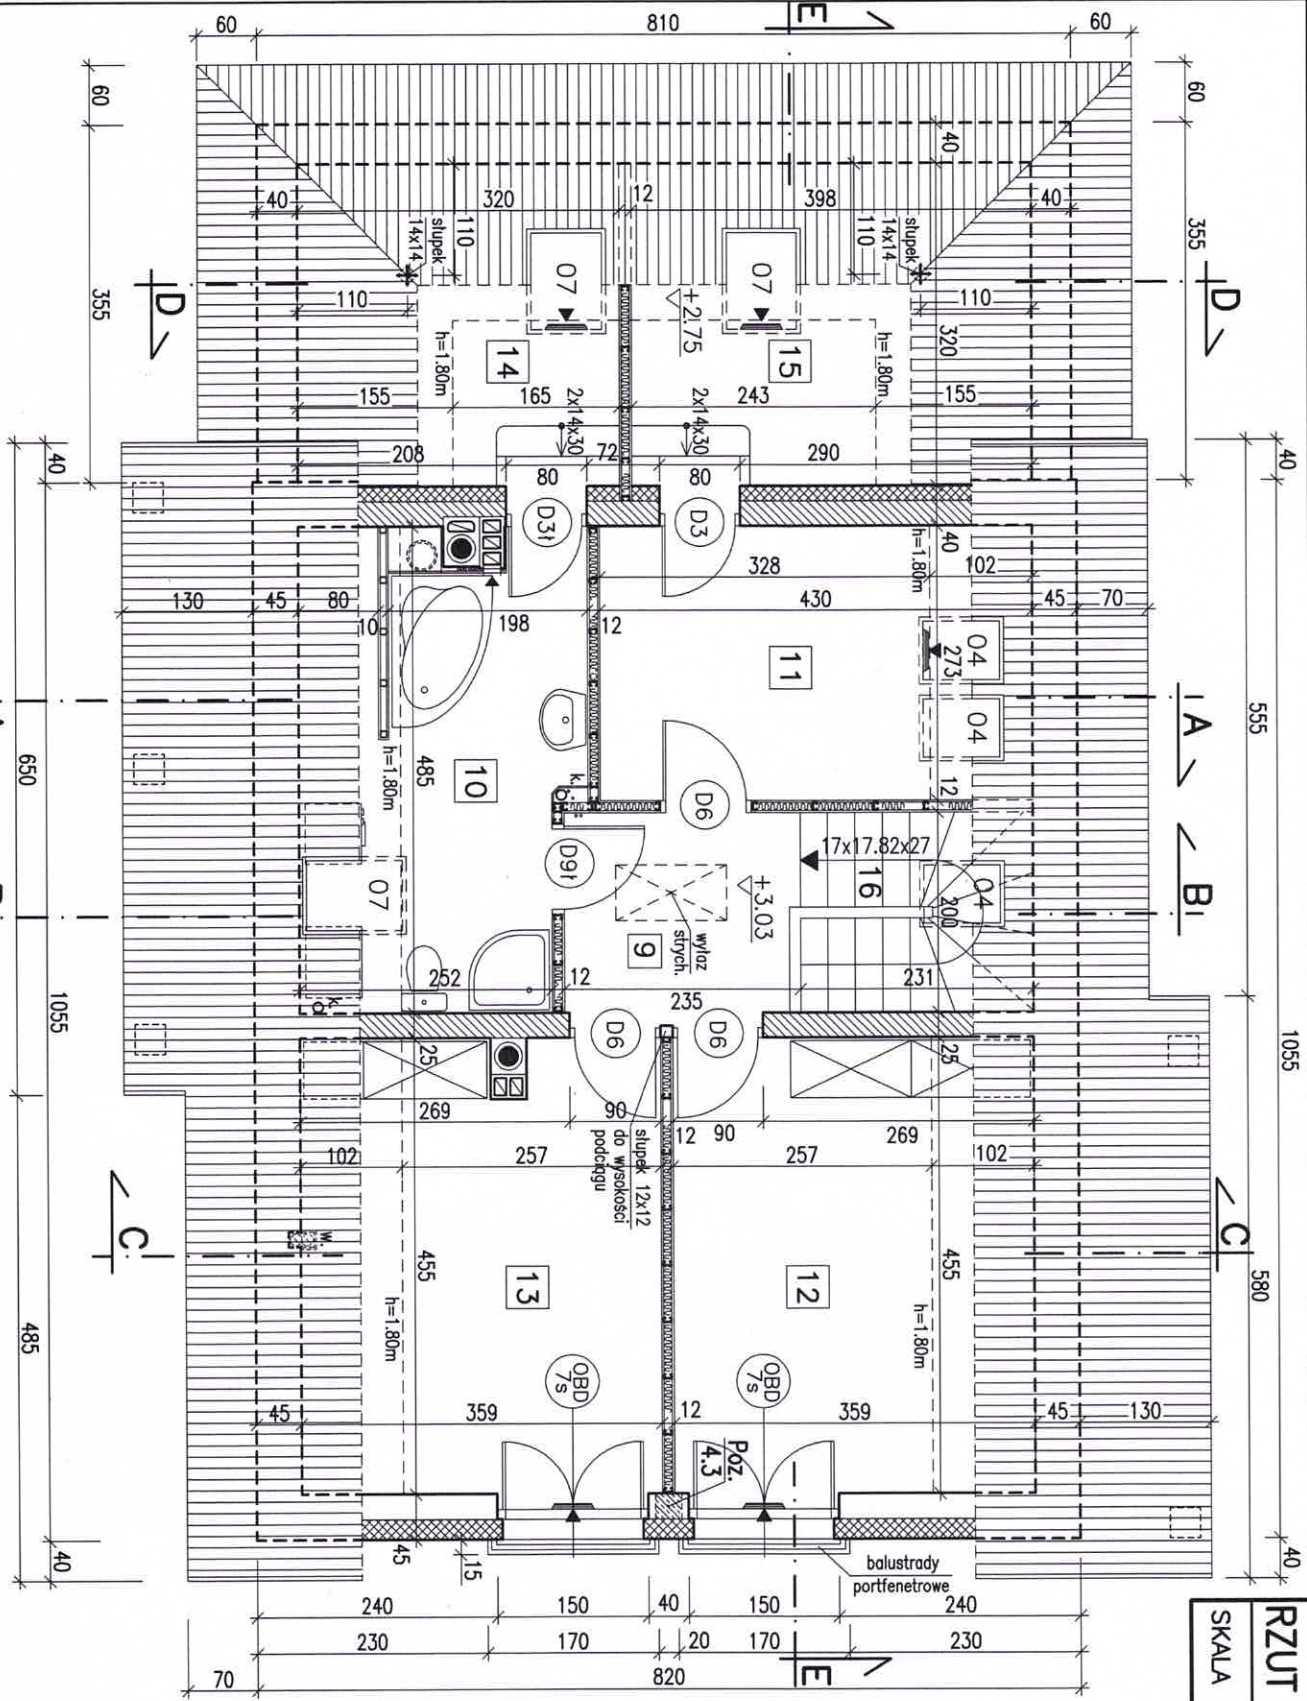 60
810
60
E
60
355
40
320
12
398
40
40
110
110
słupek
14x14
słupek
14x14
60
355
D
D
07
07
110
110
+2.75
320
14
15
h=1.80m
h=1.80m
155
165
2x14x30
2x14x30
243
155
208
72
290
80
80
40
555
1055
40
D3t
D3
40
h=1.80m
328
102
130
45
80
10
198
12
430
45
70
11
04
273
04
A
B
h=1.80m
485
10
k.
D6
12
17x17.82x27
16
04
200
D9t
07
+3.03
wyłaz
strych.
9
252
12
235
231
k.
650
1055
D6
D6
25
25
269
90
12
90
269
słupek 12x12
do wysokości
podciągu
102
257
257
102
C
C
w.
455
455
13
12
h=1.80m
h=1.80m
580
485
OBD
7s
OBD
7s
45
359
12
359
45
130
Poz.
4.3
45
15
40
40
balustrady
portfenetrowe
240
150
40
150
240
230
170
20
170
230
70
820
E
RZUT
SKALA